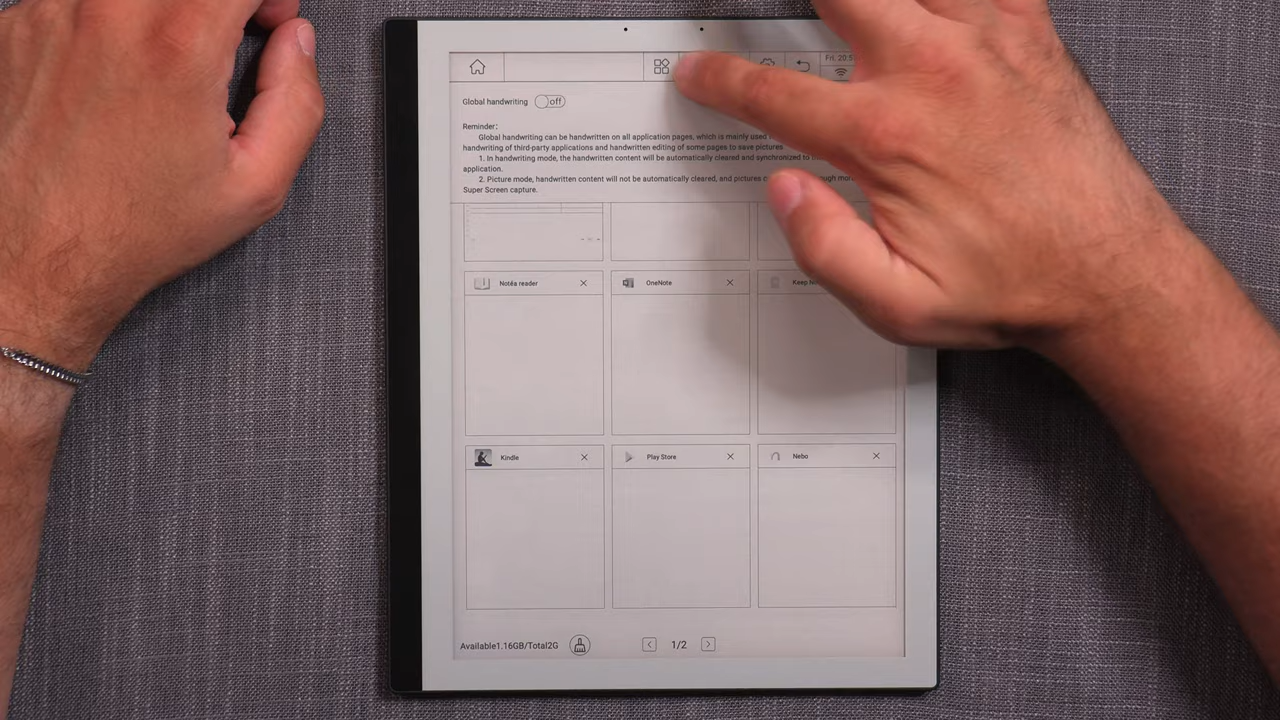 Fri, 20:5
Global handwriting off
Reminder:
Global handwriting can be handwritten on all application pages, which is mainly used
handwriting of third-party applications and handwritten editing of some pages to save pictures
1. In handwriting mode, the handwritten content will be automatically cleared and synchronized to
application.
2. Picture mode, handwritten content will not be automatically cleared, and pictures
Super Screen capture.
Notéa reader
OneNote
Keep
Kindle
Play Store
Nebo
Available1.16GB/Total2G
1/2